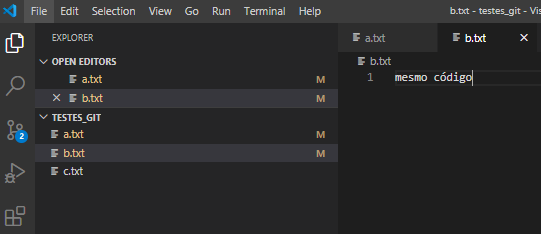 File Edit Selection View Go Run Terminal Help b.txt - testes_git - Vis
EXPLORER
OPEN EDITORS
a.txt M
b.txt M
TESTES_GIT
a.txt M
b.txt M
c.txt
2
a.txt b.txt
b.txt
1 mesmo código